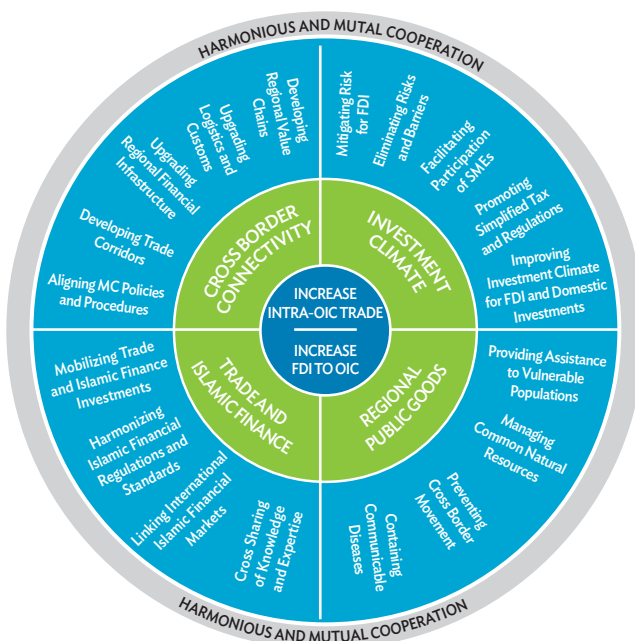 HARMONIOUS AND MUTAL COOPERATION
Developing
Regional Value
Chains
Upgrading
Logistics and
Customs
Upgrading
Regional Financial
Infrastructure
Developing Trade
Corridors
Aligning MC Policies
and Procedures
Mitigating Risk
for FDI
Eliminating Risks
and Barriers
Facilitating
Participation
of SMEs
Promoting
Simplified Tax
and Regulations
Improving
Investment Climate
for FDI and Domestic
Investments
CROSS BORDER
CONNECTIVITY
INVESTMENT
CLIMATE
INCREASE
INTRA-OIC TRADE
INCREASE
FDI TO OIC
TRADE AND
ISLAMIC FINANCE
REGIONAL
PUBLIC GOODS
Mobilizing Trade
and Islamic Finance
Investments
Harmonizing
Islamic Financial
Regulations and
Standards
Linking International
Islamic Financial
Markets
Cross Sharing
of Knowledge
and Expertise
Providing Assistance
to Vulnerable
Populations
Managing
Common Natural
Resources
Preventing
Cross Border
Movement
Containing
Communicable
Diseases
HARMONIOUS AND MUTUAL COOPERATION